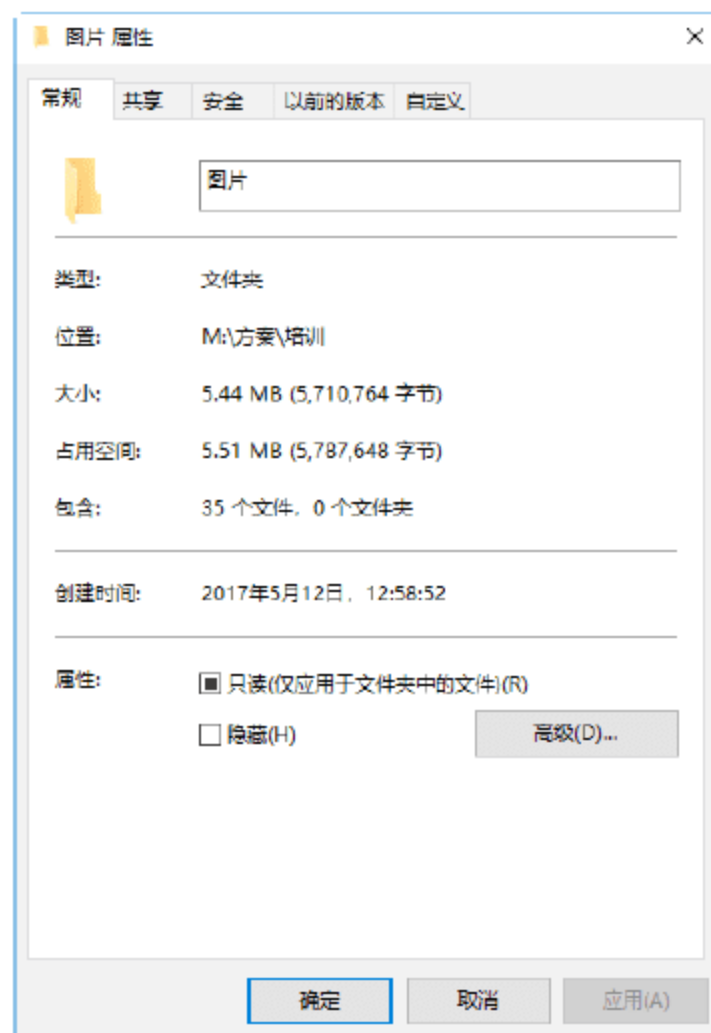 图片 属性
常规 共享 安全 以前的版本 自定义
图片
类型: 文件夹
位置: M:\方案\培训
大小: 5.44 MB (5,710,764 字节)
占用空间: 5.51 MB (5,787,648 字节)
包含: 35 个文件，0 个文件夹
创建时间: 2017年5月12日，12:58:52
属性: 只读(仅应用于文件夹中的文件)(R)
隐藏(H) 高级(D)...
确定 取消 应用(A)